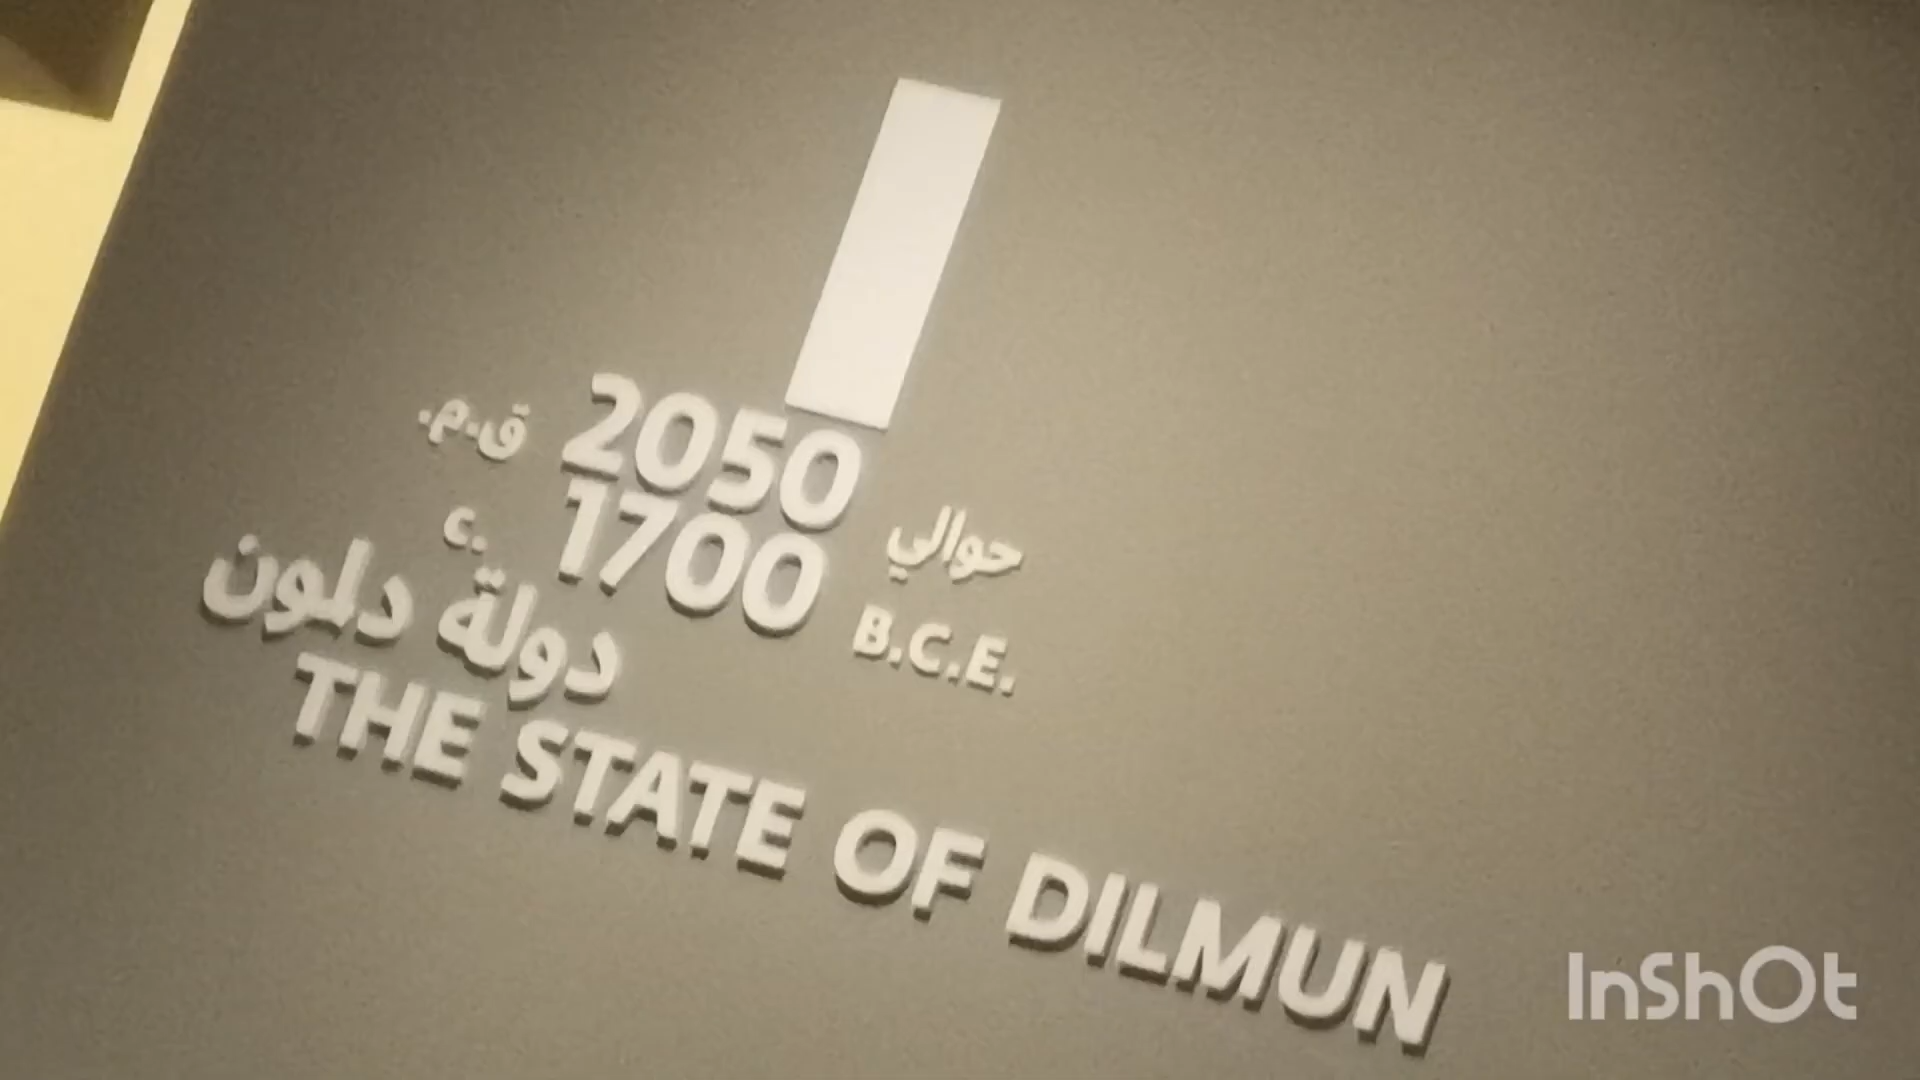 حوالي 2050 ق.م.
c. 1700 B.C.E.
دولة دلمون
THE STATE OF DILMUN
InShOt